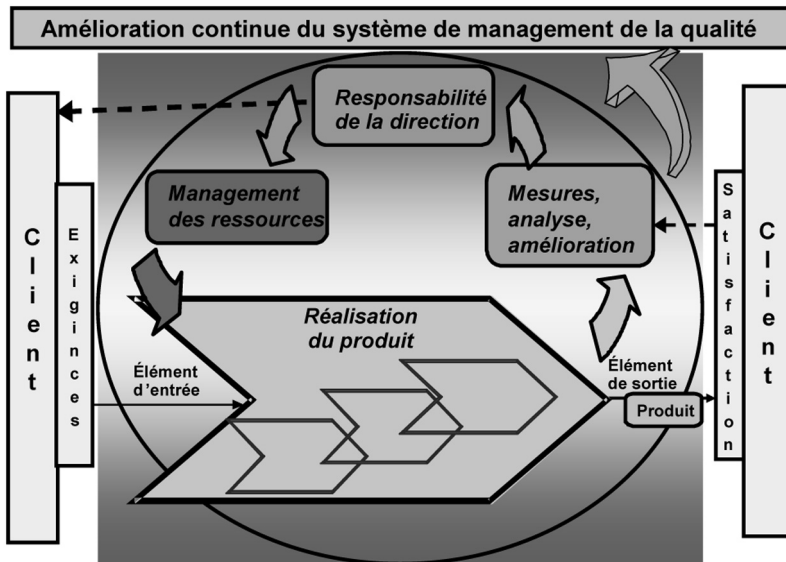 Amélioration continue du système de management de la qualité
Responsabilité
de la direction
Management
des ressources
Mesures,
analyse,
amélioration
Client
Exiginces
Satisfaction
Client
Réalisation
du produit
Élément
d'entrée
Élément
de sortie
Produit